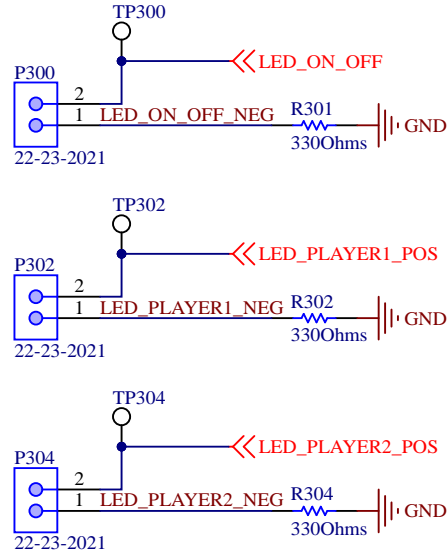 TP300
P300
LED_ON_OFF
2
1 LED_ON_OFF_NEG R301
GND
22-23-2021 330Ohms
TP302
P302
LED_PLAYER1_POS
2
1 LED_PLAYER1_NEG R302
GND
22-23-2021 330Ohms
TP304
P304
LED_PLAYER2_POS
2
1 LED_PLAYER2_NEG R304
GND
22-23-2021 330Ohms